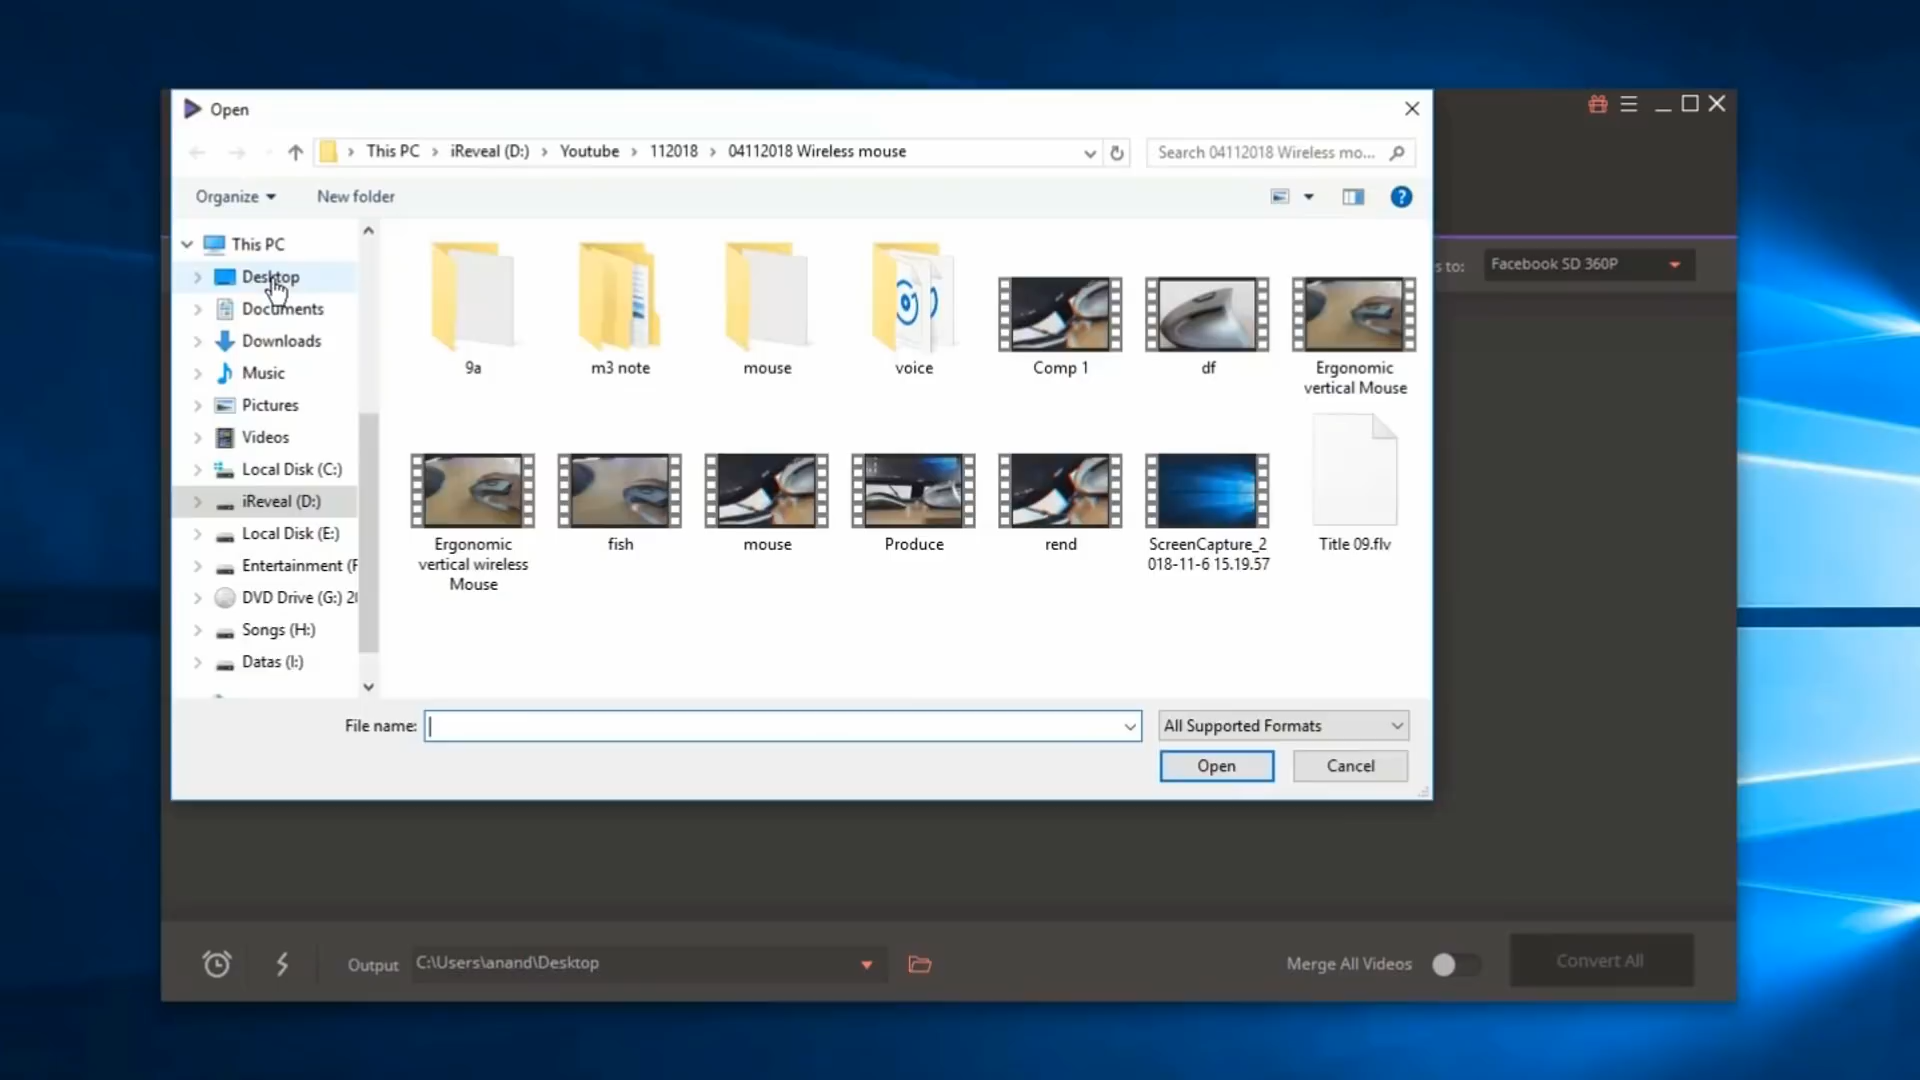 Open
This PC › iReveal (D:) › Youtube › 112018 › 04112018 Wireless mouse
Search 04112018 Wireless mo...
Organize
New folder
?
This PC
Desktop
Documents
Downloads
Music
Pictures
Videos
Local Disk (C:)
iReveal (D:)
Local Disk (E:)
Entertainment (F
DVD Drive (G:)
Songs (H:)
Datas (I:)
9a
m3 note
mouse
voice
Comp 1
df
Ergonomic
vertical Mouse
Ergonomic
vertical wireless
Mouse
fish
mouse
Produce
rend
ScreenCapture_2
018-11-6 15.19.57
Title 09.flv
File name:
All Supported Formats
Open
Cancel
s to:
Facebook SD 360P
Output
C:\Users\anand\Desktop
Merge All Videos
Convert All